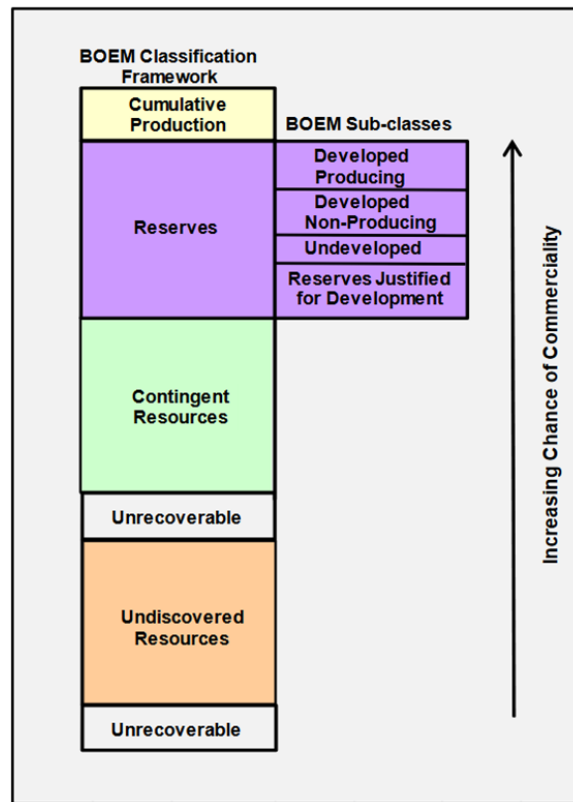 BOEM Classification
Framework
Cumulative
Production
BOEM Sub-classes
Developed
Producing
Developed
Non-Producing
Undeveloped
Reserves Justified
for Development
Reserves
Contingent
Resources
Unrecoverable
Undiscovered
Resources
Unrecoverable
Increasing Chance of Commerciality